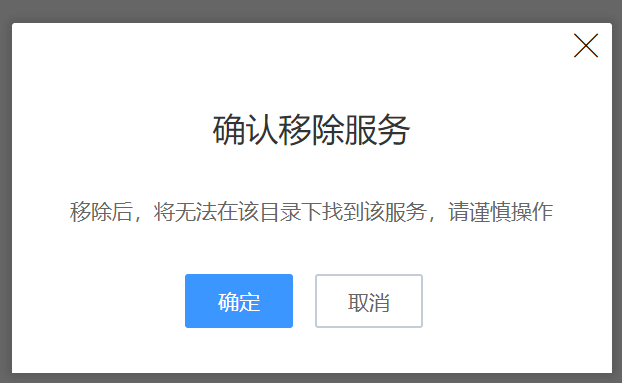 确认移除服务
移除后，将无法在该目录下找到该服务，请谨慎操作
确定
取消